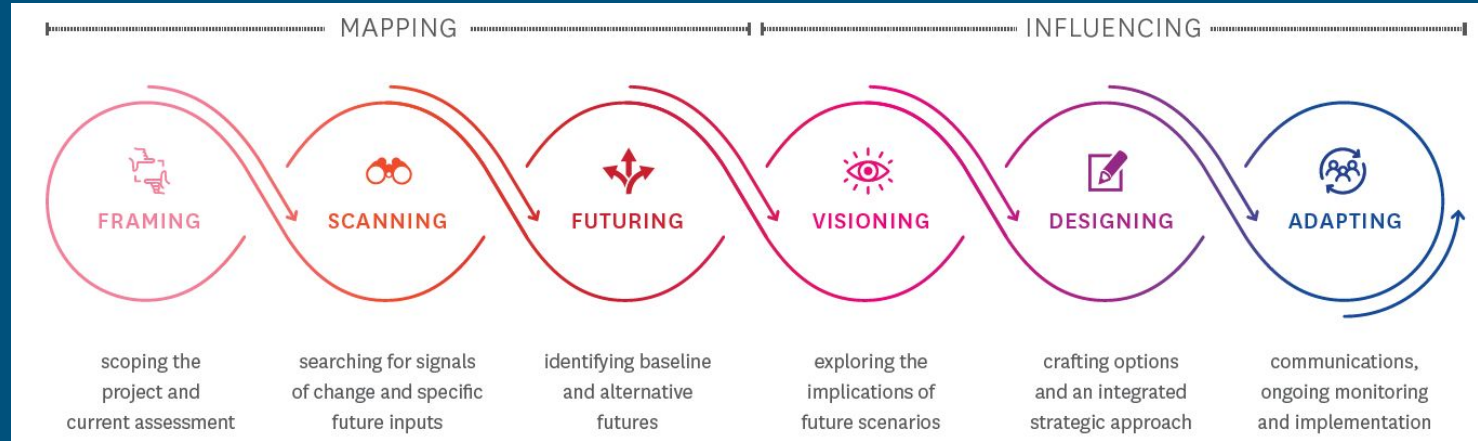 MAPPING
INFLUENCING
FRAMING
SCANNING
FUTURING
VISIONING
DESIGNING
ADAPTING
scoping the
project and
current assessment
searching for signals
of change and specific
future inputs
identifying baseline
and alternative
futures
exploring the
implications of
future scenarios
crafting options
and an integrated
strategic approach
communications,
ongoing monitoring
and implementation